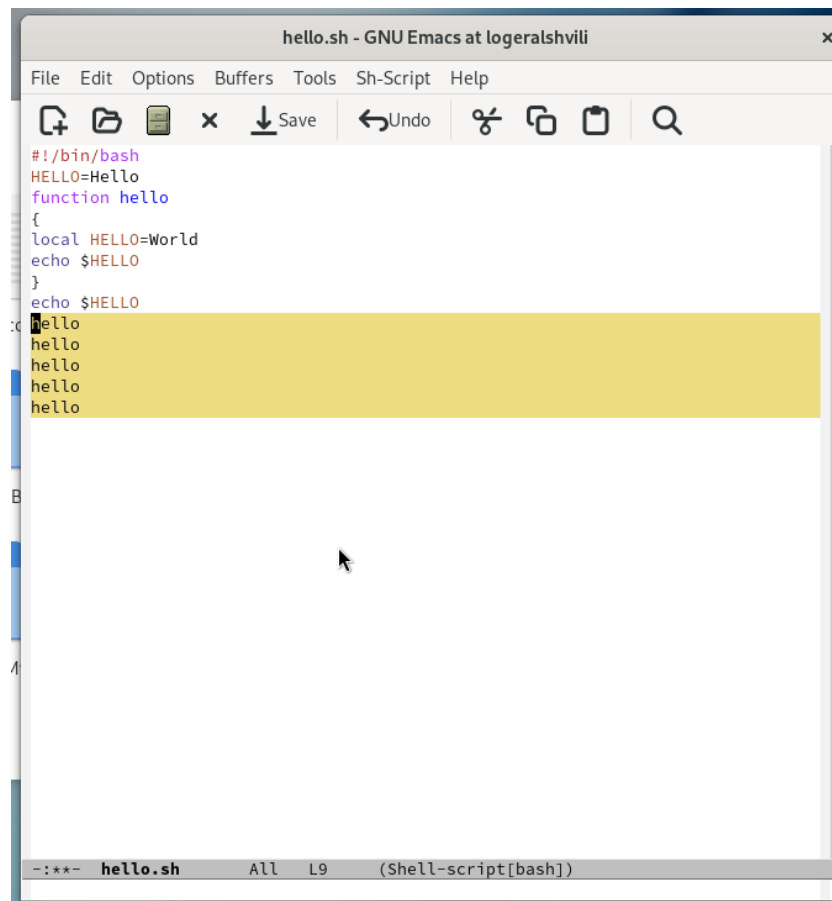 hello.sh - GNU Emacs at logeralshvili
File Edit Options Buffers Tools Sh-Script Help
Save Undo
#!/bin/bash
HELLO=Hello
function hello
{
local HELLO=World
echo $HELLO
}
echo $HELLO
hello
hello
hello
hello
hello
B
-:**- hello.sh All L9 (Shell-script[bash])